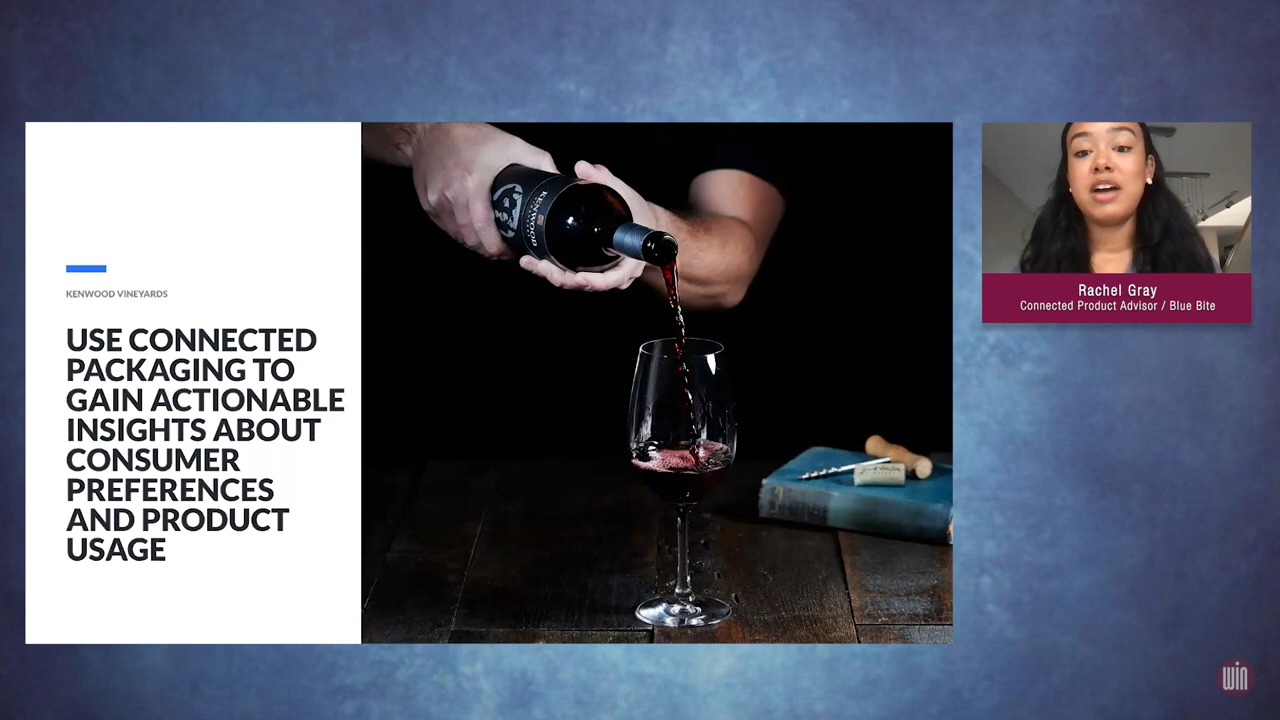 KENWOOD VINEYARDS
USE CONNECTED
PACKAGING TO
GAIN ACTIONABLE
INSIGHTS ABOUT
CONSUMER
PREFERENCES
AND PRODUCT
USAGE
KENWOOD
Rachel Gray
Connected Product Advisor / Blue Bite
win